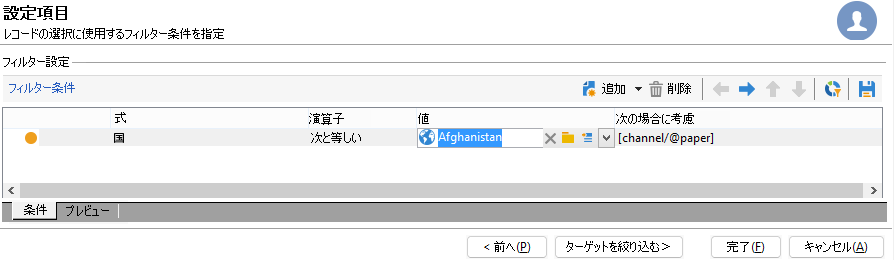 設定項目
レコードの選択に使用するフィルター条件を指定
フィルター設定
フィルター条件 追加 削除
式 演算子 値 次の場合に考慮
国 次と等しい Afghanistan [channel/@paper]
条件 プレビュー
< 前へ(P) ターゲットを絞り込む> 完了(F) キャンセル(A)